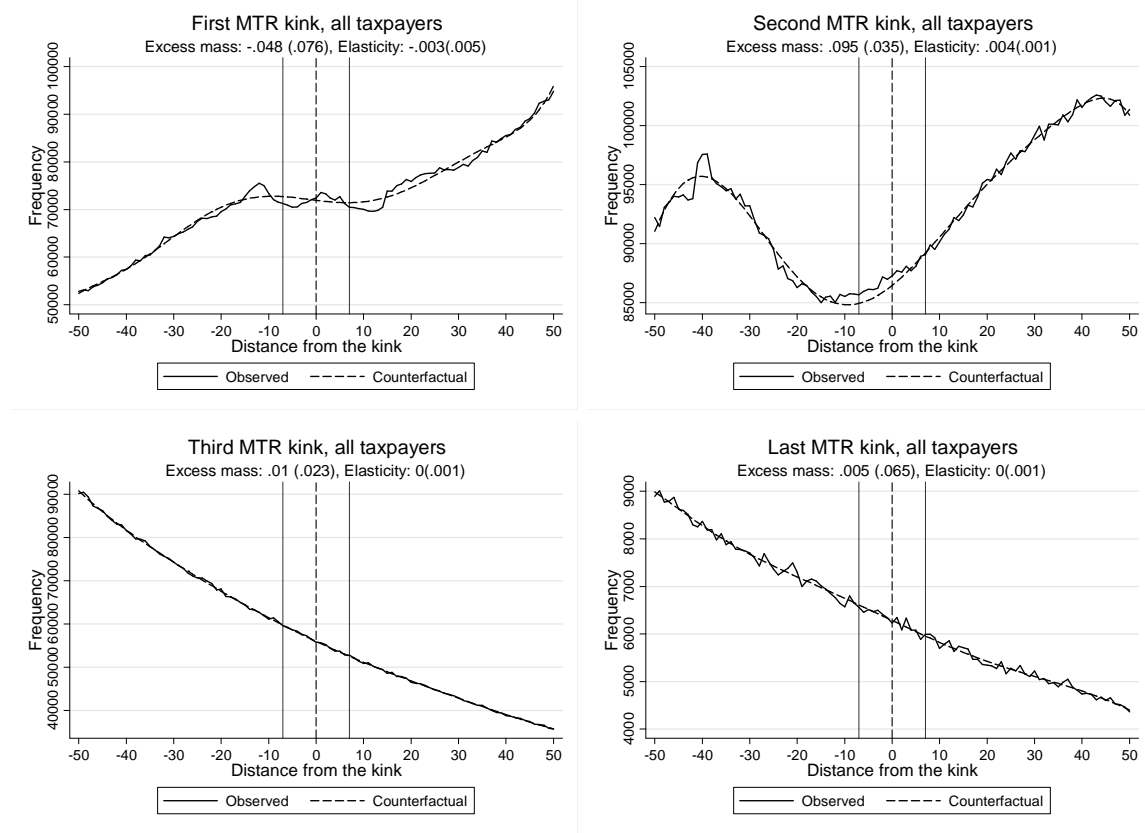 First MTR kink, all taxpayers
Excess mass: -.048 (.076), Elasticity: -.003(.005)
Frequency
50000 60000 70000 80000 90000 100000
-50 -40 -30 -20 -10 0 10 20 30 40 50
Distance from the kink
Observed Counterfactual
Second MTR kink, all taxpayers
Excess mass: .095 (.035), Elasticity: .004(.001)
Frequency
85000 90000 95000 100000 105000
-50 -40 -30 -20 -10 0 10 20 30 40 50
Distance from the kink
Observed Counterfactual
Third MTR kink, all taxpayers
Excess mass: .01 (.023), Elasticity: 0(.001)
Frequency
40000 50000 60000 70000 80000 90000
-50 -40 -30 -20 -10 0 10 20 30 40 50
Distance from the kink
Observed Counterfactual
Last MTR kink, all taxpayers
Excess mass: .005 (.065), Elasticity: 0(.001)
Frequency
4000 5000 6000 7000 8000 9000
-50 -40 -30 -20 -10 0 10 20 30 40 50
Distance from the kink
Observed Counterfactual